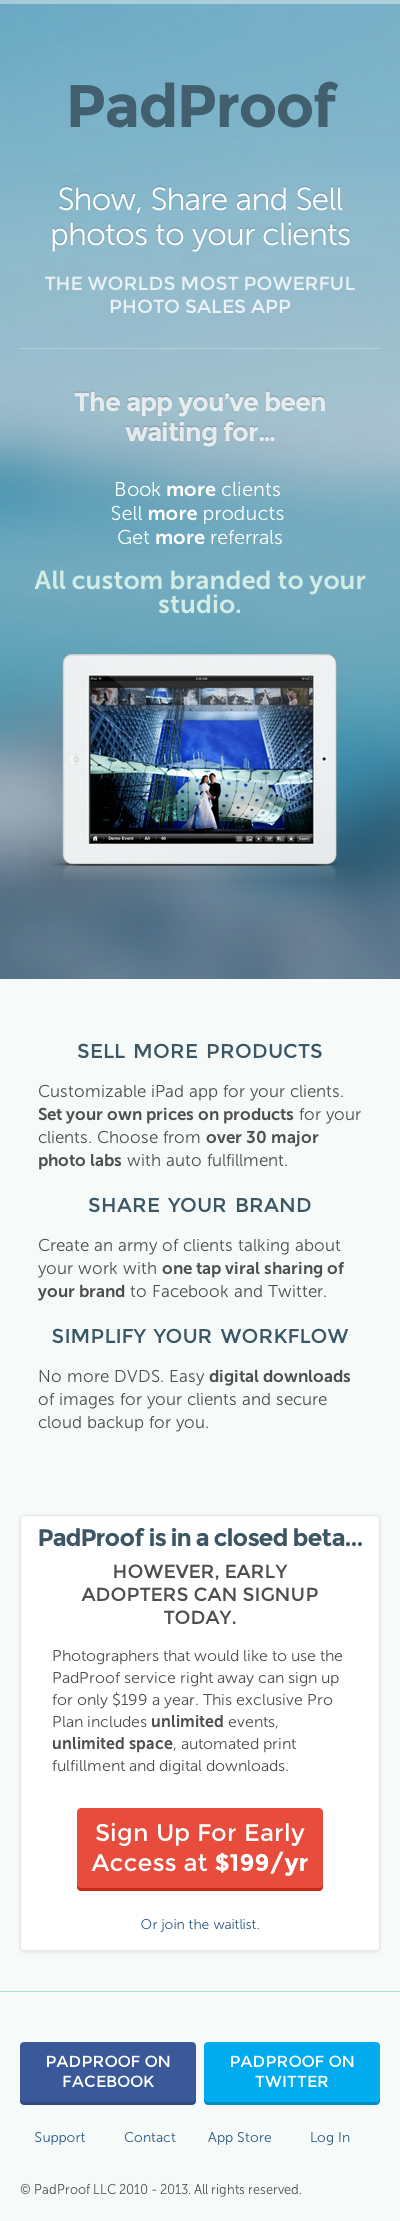 PadProof
Show, Share and Sell
photos to your clients
THE WORLDS MOST POWERFUL
PHOTO SALES APP
The app you've been
waiting for...
Book more clients
Sell more products
Get more referrals
All custom branded to your
studio.
Demo Event All 40
SELL MORE PRODUCTS
Customizable iPad app for your clients.
Set your own prices on products for your
clients. Choose from over 30 major
photo labs with auto fulfillment.
SHARE YOUR BRAND
Create an army of clients talking about
your work with one tap viral sharing of
your brand to Facebook and Twitter.
SIMPLIFY YOUR WORKFLOW
No more DVDS. Easy digital downloads
of images for your clients and secure
cloud backup for you.
PadProof is in a closed beta...
HOWEVER, EARLY
ADOPTERS CAN SIGNUP
TODAY.
Photographers that would like to use the
PadProof service right away can sign up
for only $199 a year. This exclusive Pro
Plan includes unlimited events,
unlimited space, automated print
fulfillment and digital downloads.
Sign Up For Early
Access at $199/yr
Or join the waitlist.
PADPROOF ON
FACEBOOK
PADPROOF ON
TWITTER
Support Contact App Store Log In
© PadProof LLC 2010 - 2013. All rights reserved.